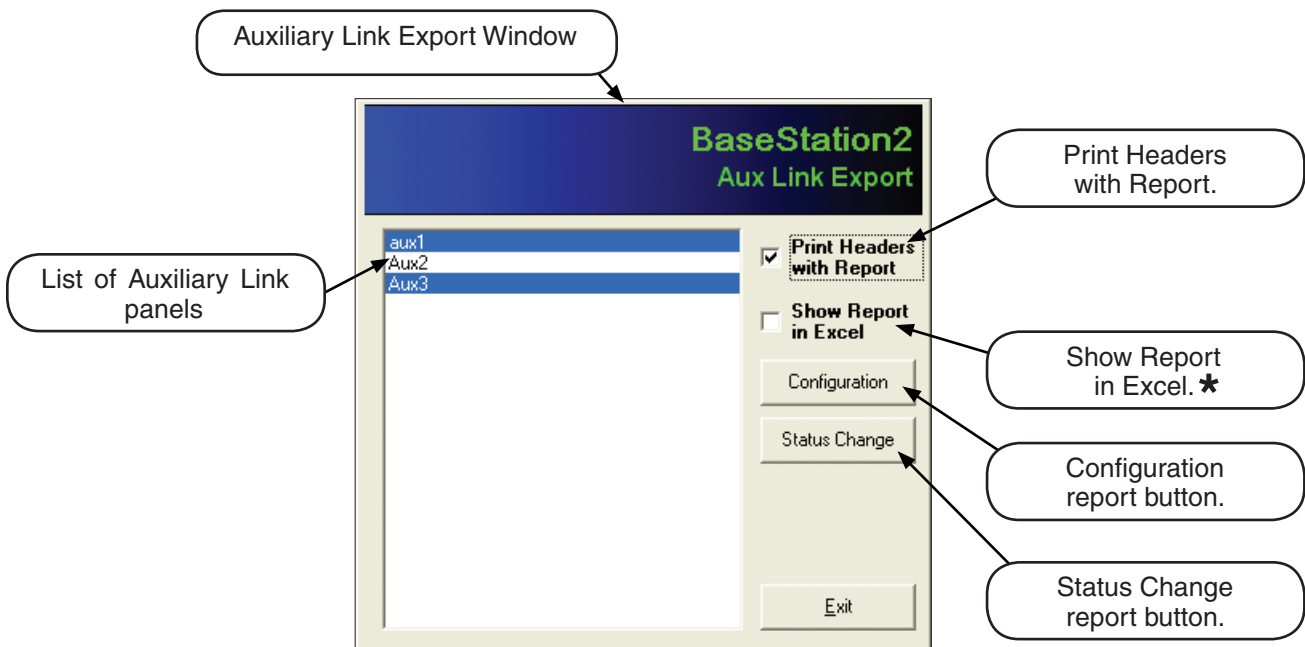 Auxiliary Link Export Window
BaseStation2
Aux Link Export
Print Headers
with Report.
aux1
Aux2
Aux3
Print Headers
with Report
List of Auxiliary Link
panels
Show Report
in Excel
Show Report
in Excel.*
Configuration
Status Change
Configuration
report button.
Exit
Status Change
report button.